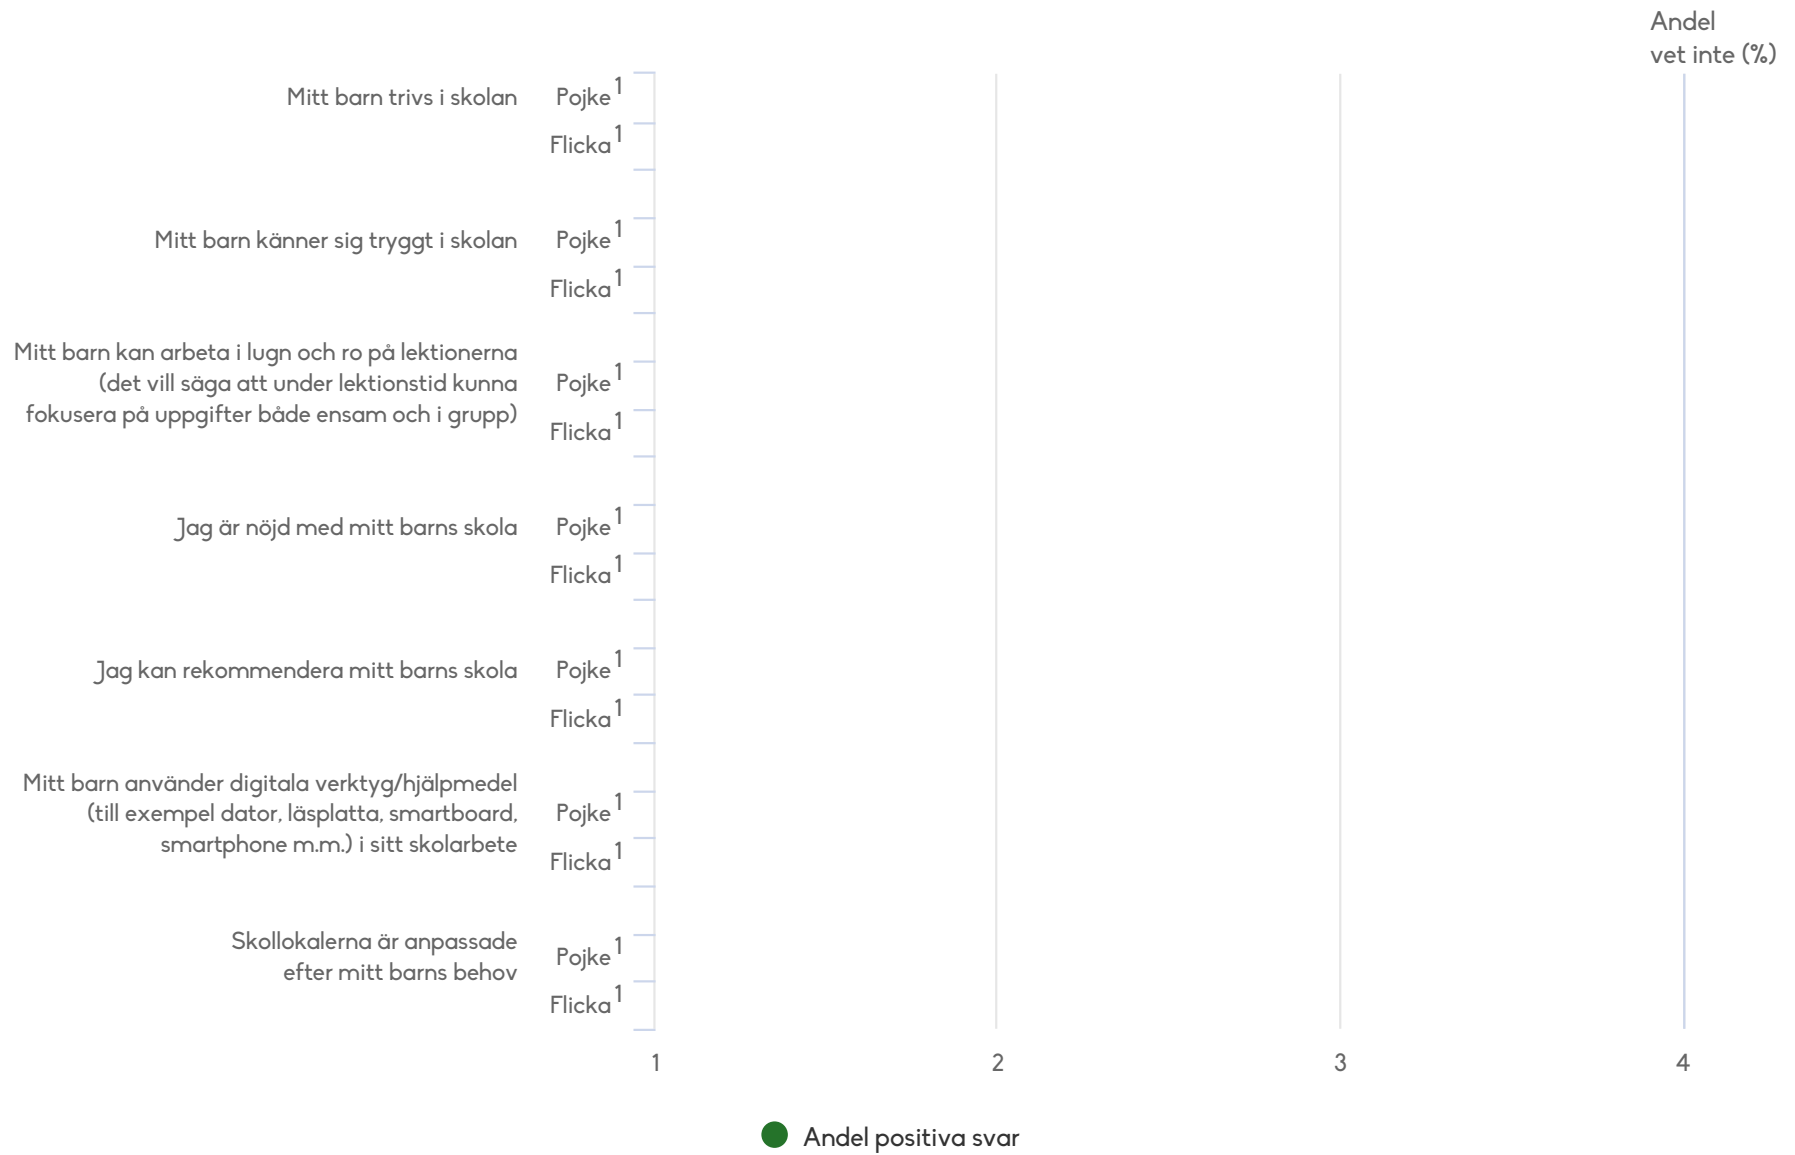 Andel
vet inte (%)
Mitt barn trivs i skolan
Pojke 1
Flicka 1
Mitt barn känner sig tryggt i skolan
Pojke 1
Flicka 1
Mitt barn kan arbeta i lugn och ro på lektionerna
(det vill säga att under lektionstid kunna
fokusera på uppgifter både ensam och i grupp)
Pojke 1
Flicka 1
Jag är nöjd med mitt barns skola
Pojke 1
Flicka 1
Jag kan rekommendera mitt barns skola
Pojke 1
Flicka 1
Mitt barn använder digitala verktyg/hjälpmedel
(till exempel dator, läsplatta, smartboard,
smartphone m.m.) i sitt skolarbete
Pojke 1
Flicka 1
Skollokalerna är anpassade
efter mitt barns behov
Pojke 1
Flicka 1
1 2 3 4
Andel positiva svar